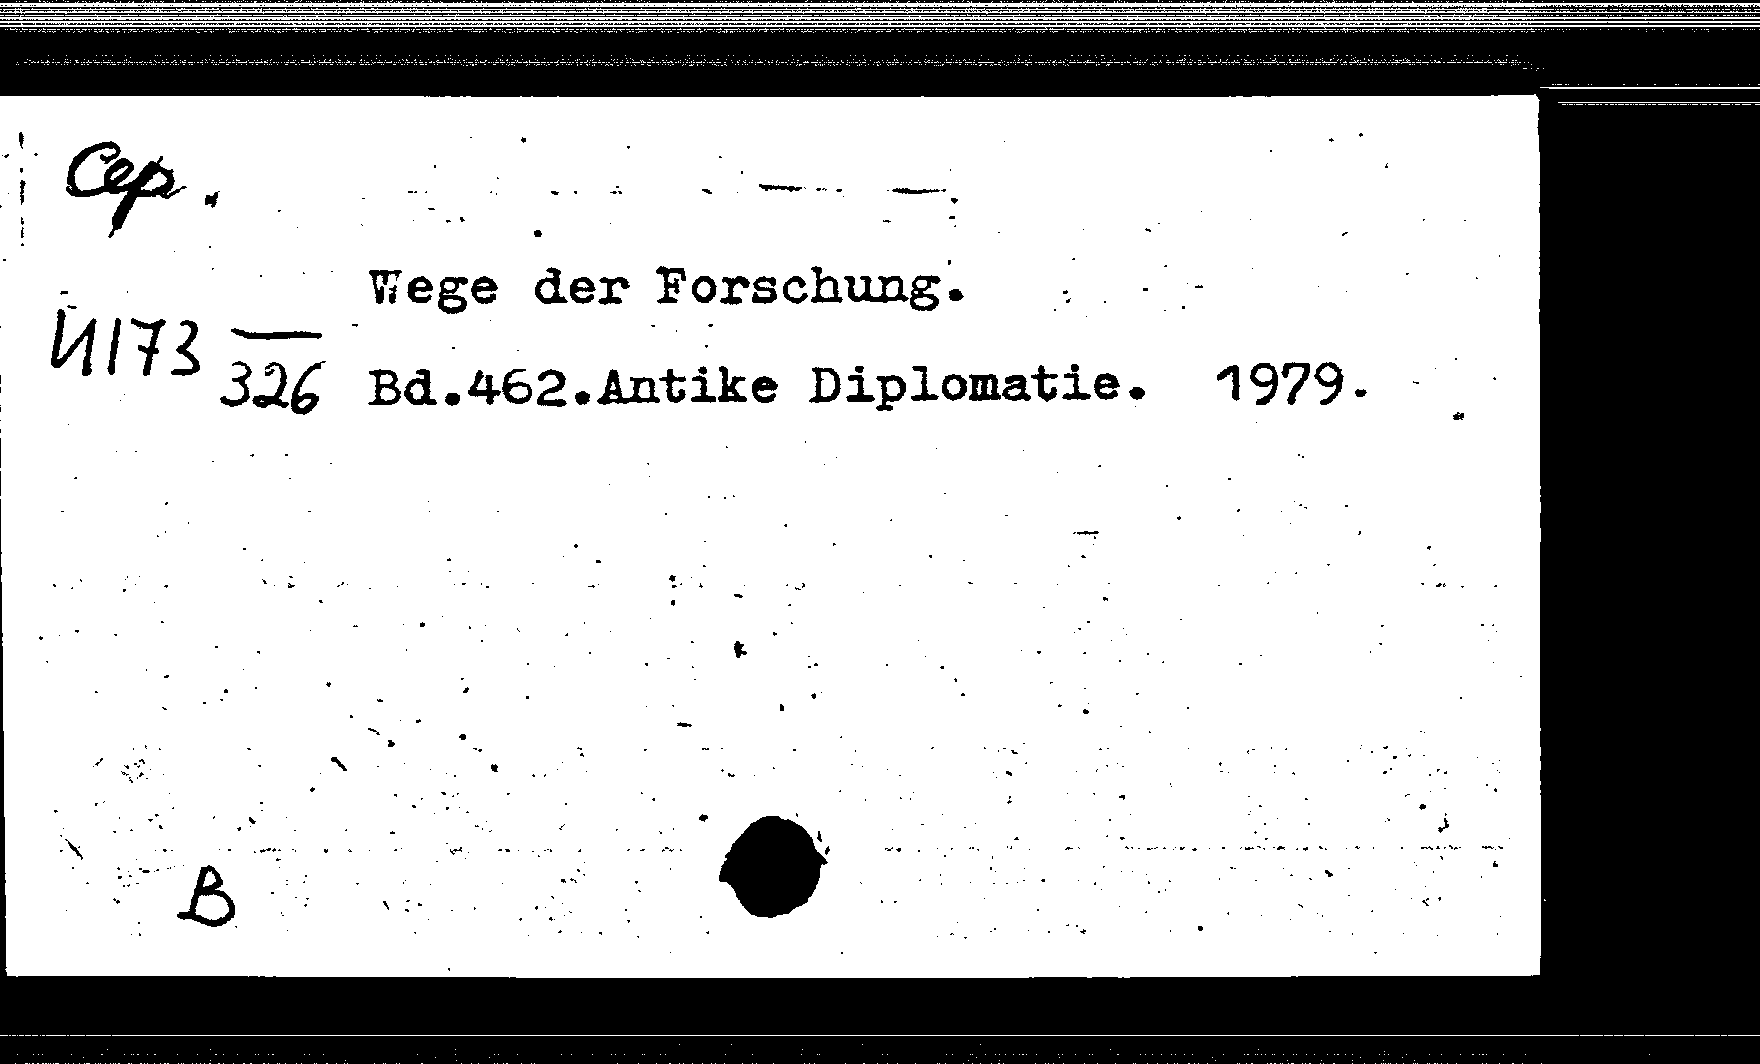 Сер.
Wege der Forschung.
И173 —
326 Bd.462.Antike Diplomatie. 1979.
В